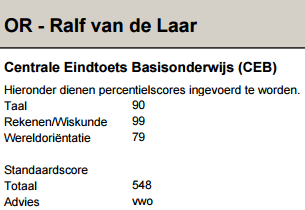 OR - Ralf van de Laar
Centrale Eindtoets Basisonderwijs (CEB)
Hieronder dienen percentielscores ingevoerd te worden.
Taal 90
Rekenen/Wiskunde 99
Wereldoriëntatie 79
Standaardscore
Totaal 548
Advies vwo